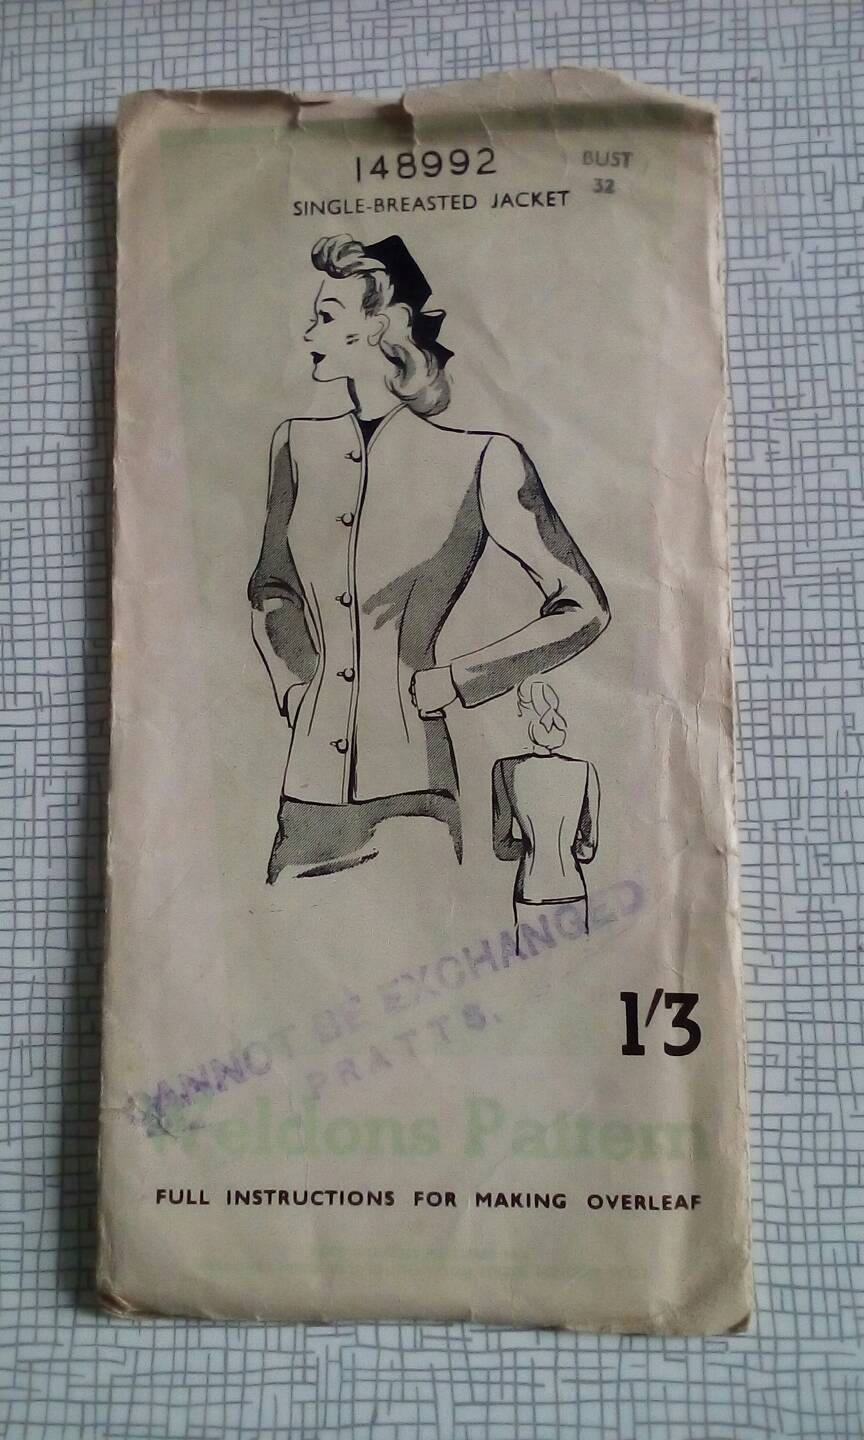 148992
BUST
32
SINGLE-BREASTED JACKET
CANNOT BE EXCHANGED
PRATTS.
1'3
Weldons Pattern
FULL INSTRUCTIONS FOR MAKING OVERLEAF